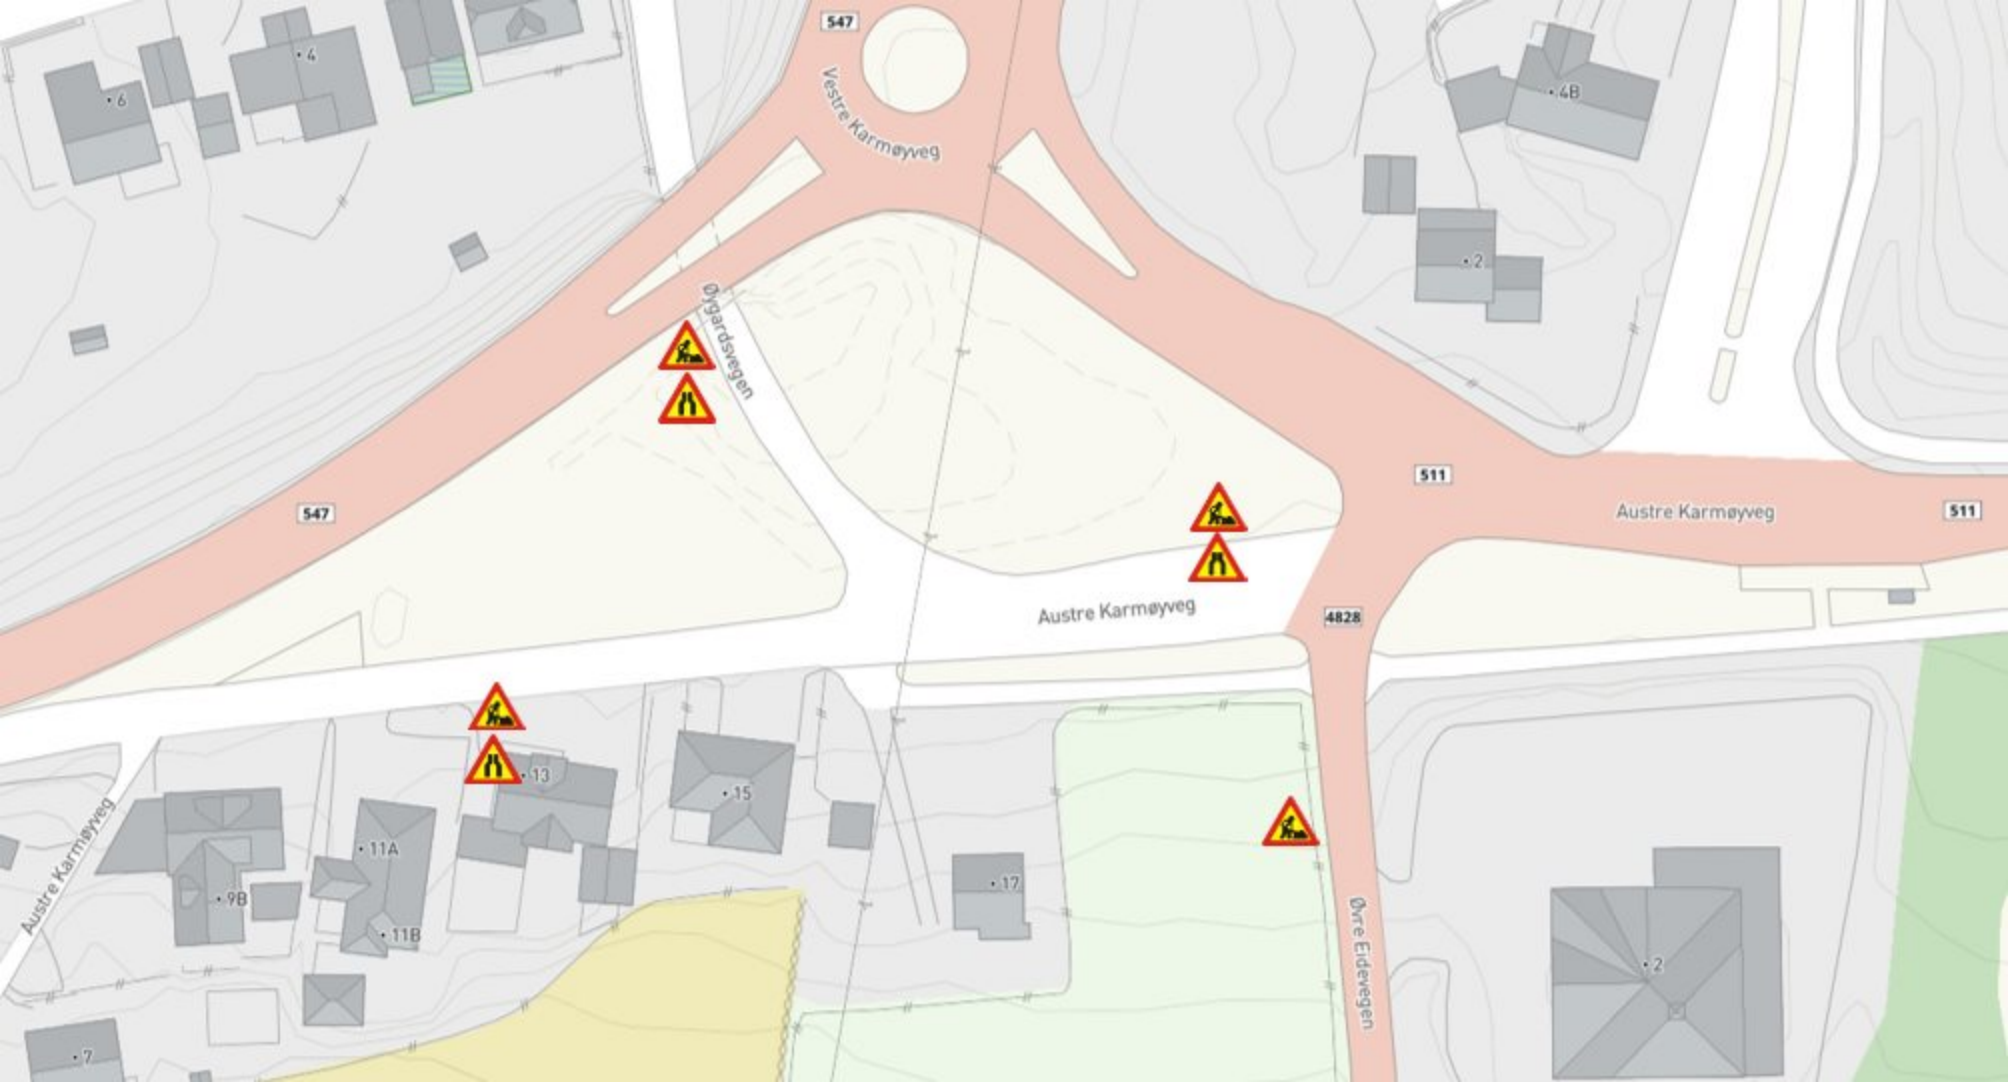 547
4
6
4B
Vestre Karmøyveg
2
Øygardsvegen
511
547
Austre Karmøyveg
511
Austre Karmøyveg
4828
13
15
11A
Austre Karmøyveg
17
9B
11B
Øvre Eidevegen
2
7